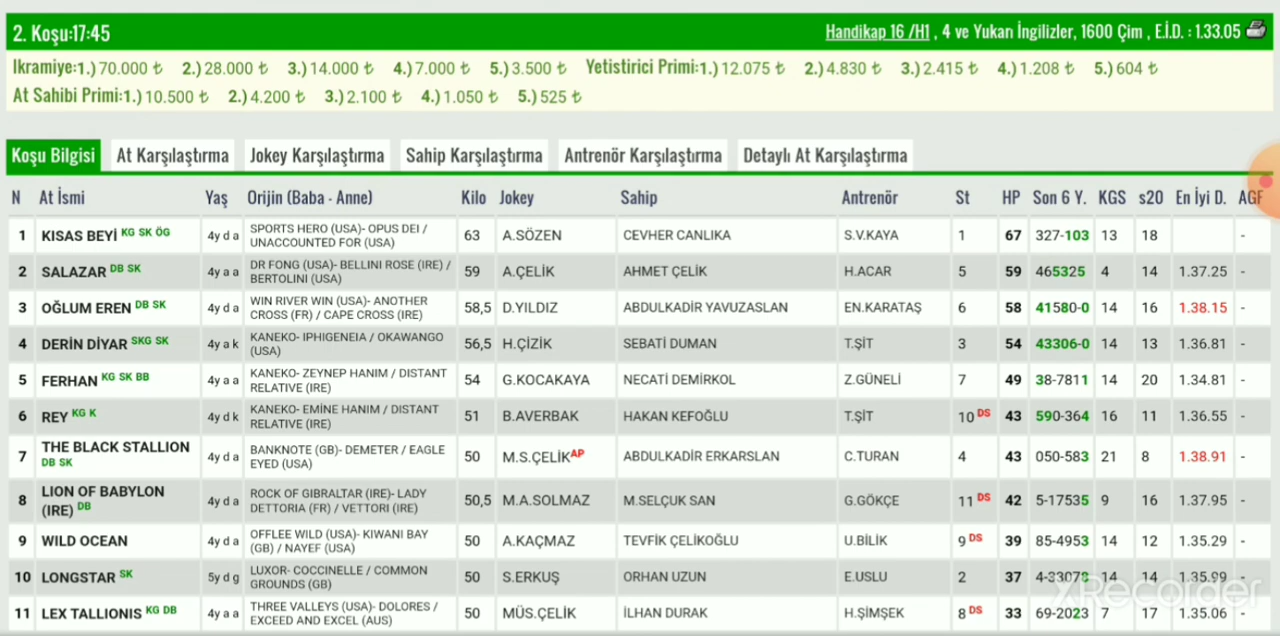 2. Koşu:17:45 Handikap 16 /H1 , 4 ve Yukarı İngilizler, 1600 Çim , E.İ.D. : 1.33.05
Ikramiye:1.) 70.000 ₺ 2.) 28.000 ₺ 3.) 14.000 ₺ 4.) 7.000 ₺ 5.) 3.500 ₺ Yetistirici Primi:1.) 12.075 ₺ 2.) 4.830 ₺ 3.) 2.415 ₺ 4.) 1.208 ₺ 5.) 604 ₺
At Sahibi Primi:1.) 10.500 ₺ 2.) 4.200 ₺ 3.) 2.100 ₺ 4.) 1.050 ₺ 5.) 525 ₺
Koşu Bilgisi At Karşılaştırma Jokey Karşılaştırma Sahip Karşılaştırma Antrenör Karşılaştırma Detaylı At Karşılaştırma
N At İsmi Yaş Orijin (Baba - Anne) Kilo Jokey Sahip Antrenör St HP Son 6 Y. KGS s20 En İyi D. AGF
1 KISAS BEYİ KG SK ÖG 4y d a SPORTS HERO (USA)- OPUS DEI / 63 A.SÖZEN CEVHER CANLIKA S.V.KAYA 1 67 327-103 13 18 -
UNACCOUNTED FOR (USA)
2 SALAZAR DB SK 4y a a DR FONG (USA)- BELLINI ROSE (IRE) / 59 A.ÇELİK AHMET ÇELİK H.ACAR 5 59 465325 4 14 1.37.25 -
BERTOLINI (USA)
3 OĞLUM EREN DB SK 4y d a WIN RIVER WIN (USA)- ANOTHER 58,5 D.YILDIZ ABDULKADİR YAVUZASLAN EN.KARATAŞ 6 58 41580-0 14 16 1.38.15 -
CROSS (FR) / CAPE CROSS (IRE)
4 DERİN DİYAR SKG SK 4y a k KANEKO- IPHIGENEIA / OKAWANGO 56,5 H.ÇİZİK SEBATİ DUMAN T.ŞİT 3 54 43306-0 14 13 1.36.81 -
(USA)
5 FERHAN KG SK BB 4y a a KANEKO- ZEYNEP HANIM / DISTANT 54 G.KOCAKAYA NECATİ DEMİRKOL Z.GÜNELİ 7 49 38-7811 14 20 1.34.81 -
RELATIVE (IRE)
6 REY KG K 4y d k KANEKO- EMİNE HANIM / DISTANT 51 B.AVERBAK HAKAN KEFOĞLU T.ŞİT 10 DS 43 590-364 16 11 1.36.55 -
RELATIVE (IRE)
7 THE BLACK STALLION DB SK 4y d a BANKNOTE (GB)- DEMETER / EAGLE 50 M.S.ÇELİK AP ABDULKADİR ERKARSLAN C.TURAN 4 43 050-583 21 8 1.38.91 -
EYED (USA)
8 LION OF BABYLON (IRE) DB 4y d a ROCK OF GIBRALTAR (IRE)- LADY 50,5 M.A.SOLMAZ M.SELÇUK SAN G.GÖKÇE 11 DS 42 5-17535 9 16 1.37.95 -
DETTORIA (FR) / VETTORI (IRE)
9 WILD OCEAN 4y d a OFFLEE WILD (USA)- KIWANI BAY 50 A.KAÇMAZ TEVFİK ÇELİKOĞLU U.BİLİK 9 DS 39 85-4953 14 12 1.35.29 -
(GB) / NAYEF (USA)
10 LONGSTAR SK 5y d g LUXOR- COCCINELLE / COMMON 50 S.ERKUŞ ORHAN UZUN E.USLU 2 37 4-33078 14 14 1.35.99 -
GROUNDS (GB)
11 LEX TALLIONIS KG DB 4y a a THREE VALLEYS (USA)- DOLORES / 50 MÜS.ÇELİK İLHAN DURAK H.ŞİMŞEK 8 DS 33 69-2023 7 17 1.35.06 -
EXCEED AND EXCEL (AUS)
XRecorder